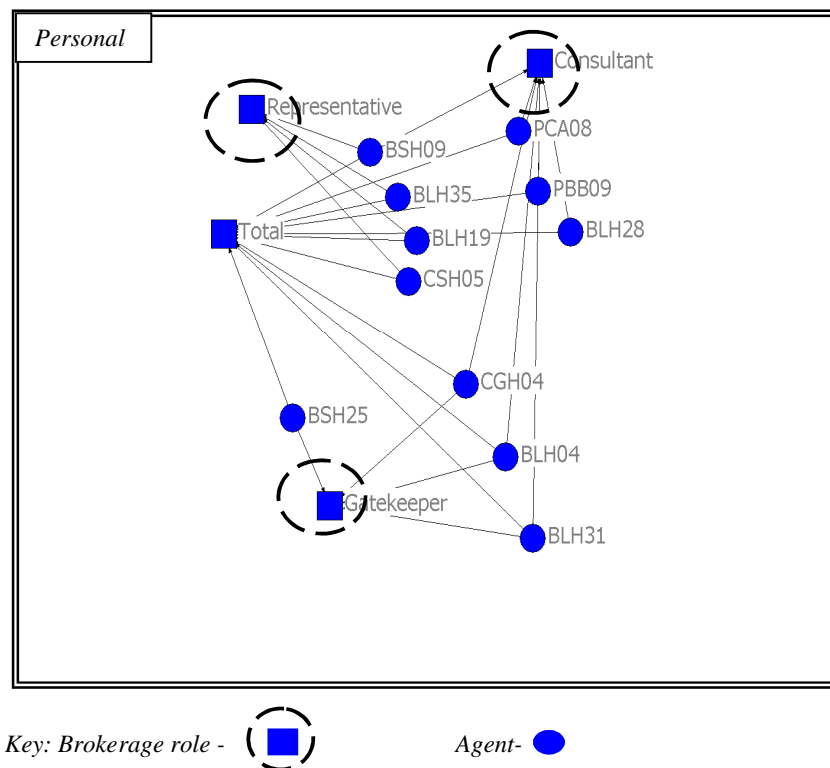 Personal
Consultant
Representative
PCA08
BSH09
BLH35
PBB09
Total
BLH19
BLH28
CSH05
CGH04
BSH25
BLH04
Gatekeeper
BLH31
Key: Brokerage role -
Agent-